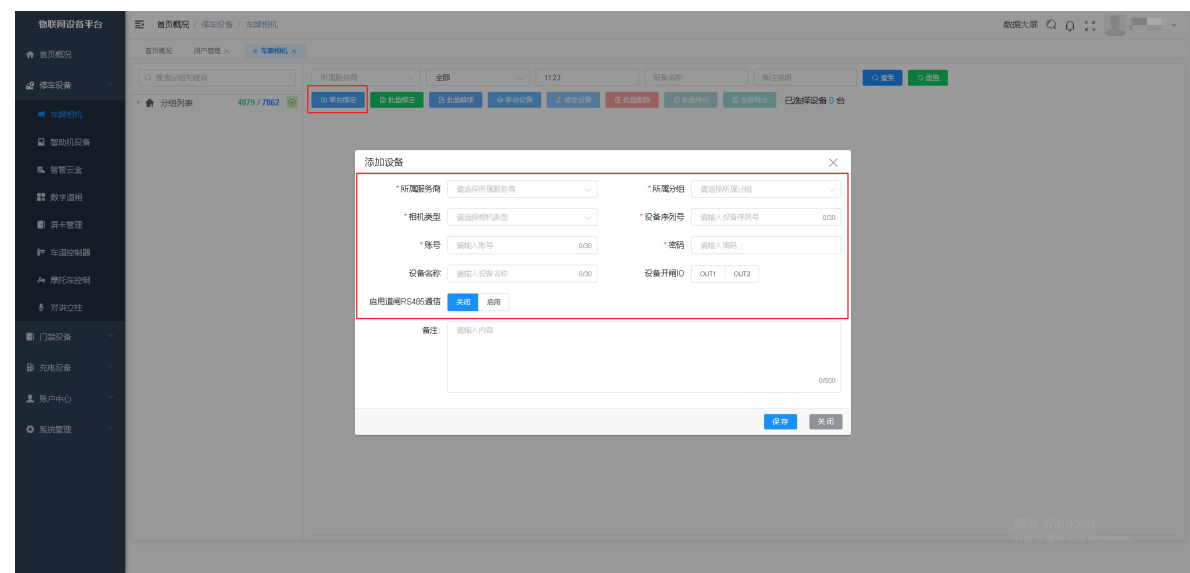 物联网设备平台
首页概况 / 停车设备 / 车牌相机
数据大屏
首页概况
首页概况 用户管理 × 车牌相机 ×
停车设备
搜索分组关键词
所属服务商 全部 1123 设备名称 备注说明 搜索 重置
分组列表 4879 / 7862
单台绑定 批量绑定 批量解绑 移动设备 修改设备 批量删除 批量导出 全部导出 已选择设备 0 台
车牌相机
智助机设备
智管云盒
数字道闸
屏卡管理
车道控制器
摩托车控制
对讲立柱
门禁设备
充电设备
账户中心
系统管理
添加设备
*所属服务商 请选择所属服务商
*所属分组 请选择所属分组
*相机类型 请选择相机类型
*设备序列号 请输入设备序列号 0/30
*账号 请输入账号 0/30
*密码 请输入密码
设备名称 请输入设备名称 0/30
设备开闸IO OUT1 OUT2
启用道闸RS485通信 关闭 启用
备注: 请输入内容
0/500
保存 关闭
激活 Windows